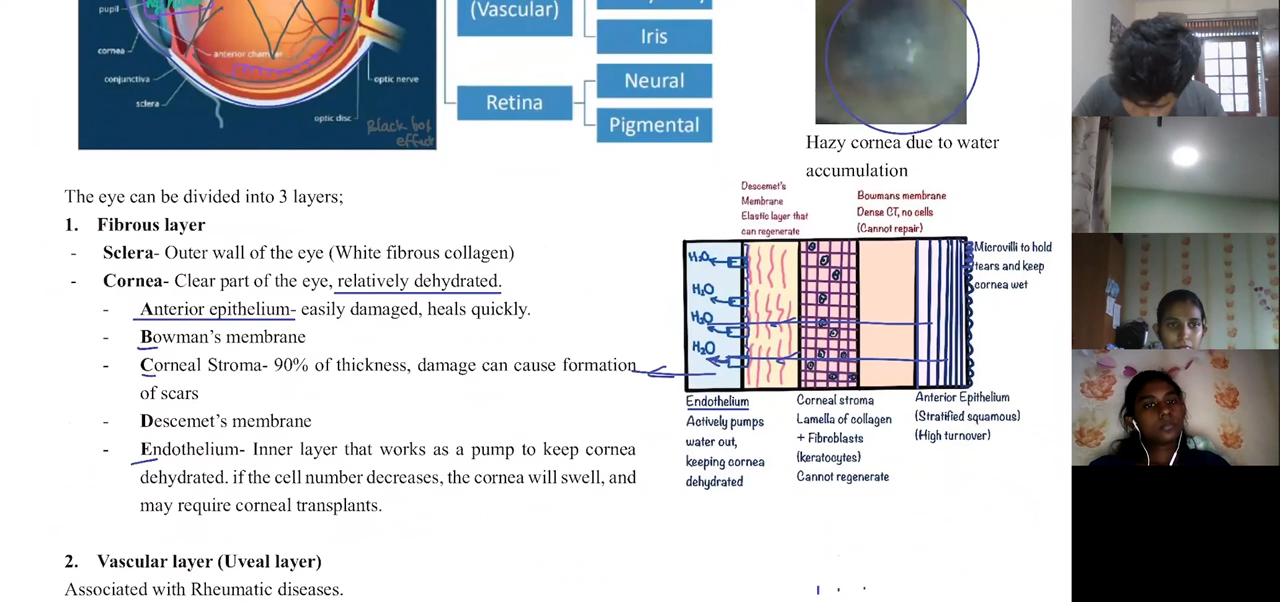 pupil
cornea
conjunctiva
sclera
anterior chamber
optic nerve
optic disc
Black box
effect
(Vascular)
Iris
Retina
Neural
Pigmental
Hazy cornea due to water
accumulation
The eye can be divided into 3 layers;
1. Fibrous layer
- Sclera- Outer wall of the eye (White fibrous collagen)
- Cornea- Clear part of the eye, relatively dehydrated.
- Anterior epithelium- easily damaged, heals quickly.
- Bowman's membrane
- Corneal Stroma- 90% of thickness, damage can cause formation
of scars
- Descemet's membrane
- Endothelium- Inner layer that works as a pump to keep cornea
dehydrated. if the cell number decreases, the cornea will swell, and
may require corneal transplants.
2. Vascular layer (Uveal layer)
Associated with Rheumatic diseases.
Descemet's
Membrane
Elastic layer that
can regenerate
Bowmans membrane
Dense CT, no cells
(Cannot repair)
Microvilli to hold
tears and keep
cornea wet
H₂O
H₂O
H₂O
H₂O
Endothelium
Actively pumps
water out,
keeping cornea
dehydrated
Corneal stroma
Lamella of collagen
+ Fibroblasts
(keratocytes)
Cannot regenerate
Anterior Epithelium
(Stratified squamous)
(High turnover)